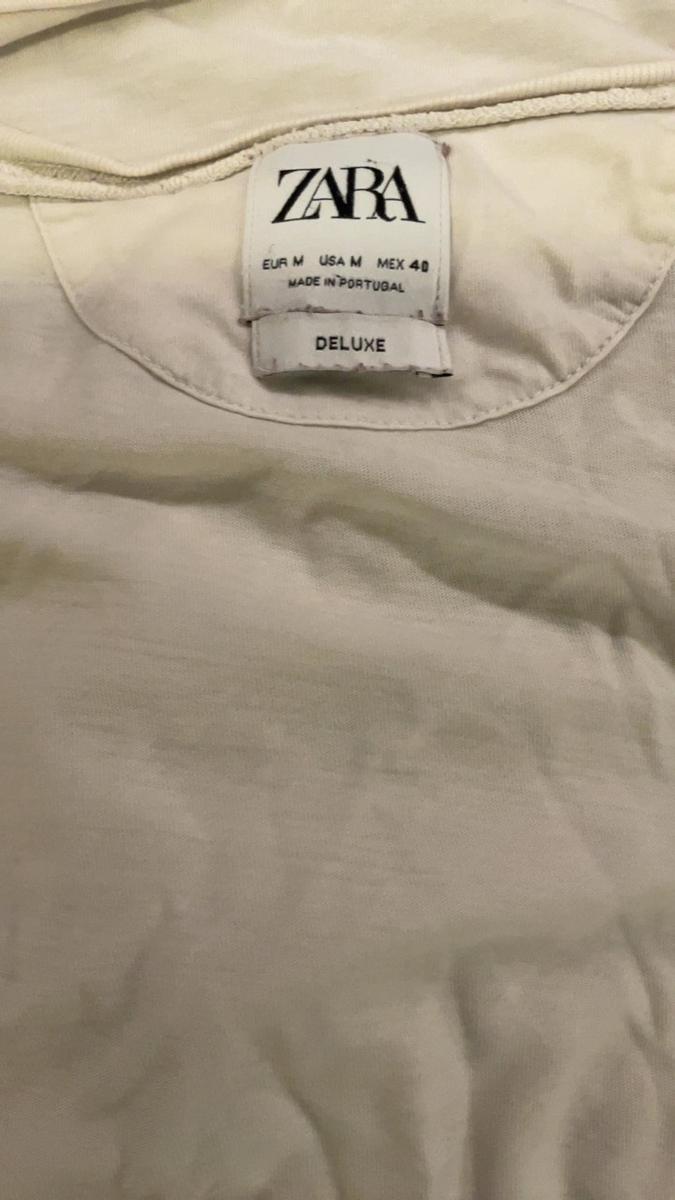 ZARA
EUR M USA M MEX 40
MADE IN PORTUGAL
DELUXE